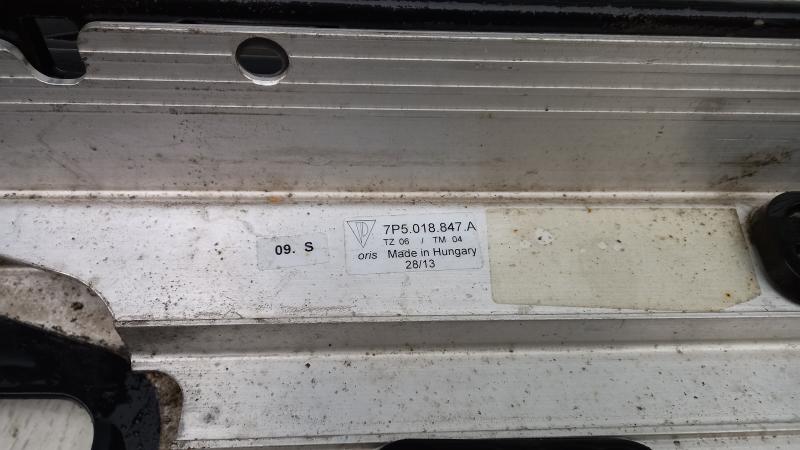 09. S
7P5.018.847.A
TZ 06 / TM 04
oris Made in Hungary
28/13